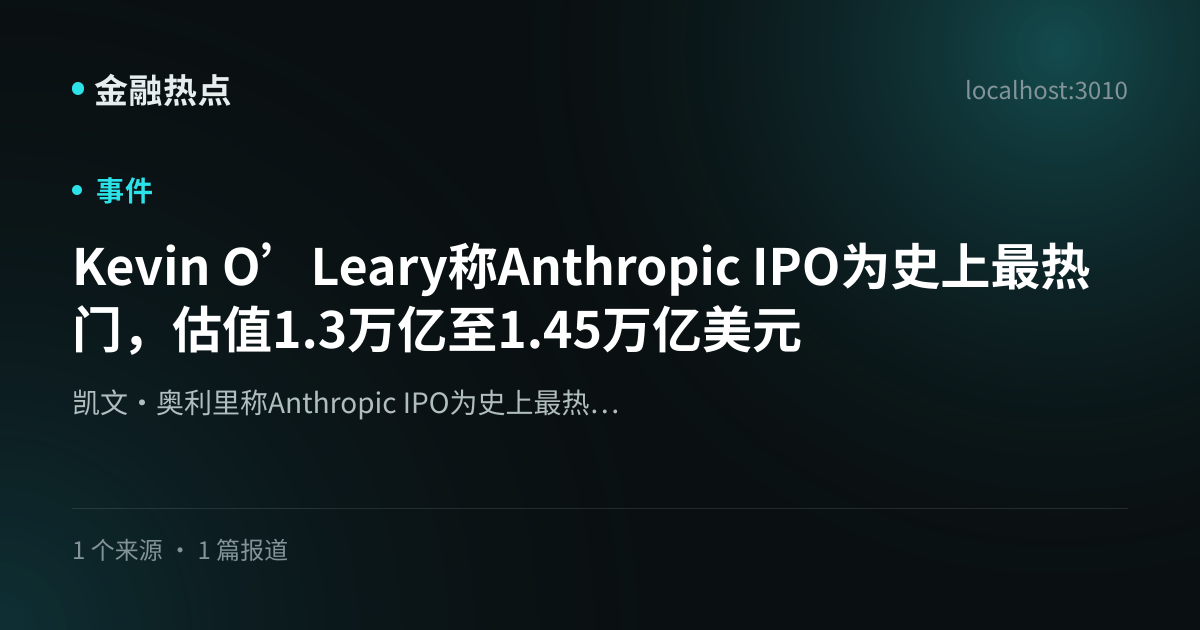 金融热点
localhost:3010
事件
Kevin O’Leary称Anthropic IPO为史上最热
门，估值1.3万亿至1.45万亿美元
凯文・奥利里称Anthropic IPO为史上最热…
1 个来源 · 1 篇报道